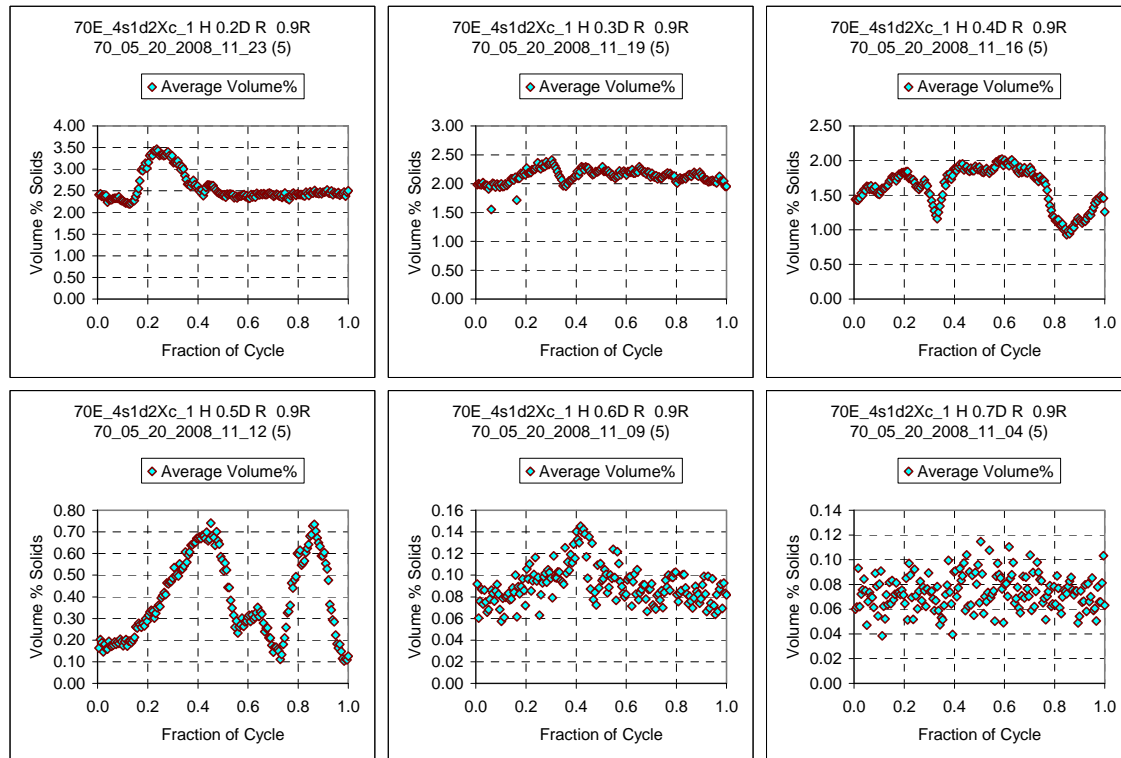 70E_4s1d2Xc_1 H 0.2D R 0.9R
70_05_20_2008_11_23 (5)
Average Volume%
Volume % Solids
4.00
3.50
3.00
2.50
2.00
1.50
1.00
0.50
0.00
0.0 0.2 0.4 0.6 0.8 1.0
Fraction of Cycle
70E_4s1d2Xc_1 H 0.3D R 0.9R
70_05_20_2008_11_19 (5)
Average Volume%
Volume % Solids
3.00
2.50
2.00
1.50
1.00
0.50
0.00
0.0 0.2 0.4 0.6 0.8 1.0
Fraction of Cycle
70E_4s1d2Xc_1 H 0.4D R 0.9R
70_05_20_2008_11_16 (5)
Average Volume%
Volume % Solids
2.50
2.00
1.50
1.00
0.50
0.00
0.0 0.2 0.4 0.6 0.8 1.0
Fraction of Cycle
70E_4s1d2Xc_1 H 0.5D R 0.9R
70_05_20_2008_11_12 (5)
Average Volume%
Volume % Solids
0.80
0.70
0.60
0.50
0.40
0.30
0.20
0.10
0.00
0.0 0.2 0.4 0.6 0.8 1.0
Fraction of Cycle
70E_4s1d2Xc_1 H 0.6D R 0.9R
70_05_20_2008_11_09 (5)
Average Volume%
Volume % Solids
0.16
0.14
0.12
0.10
0.08
0.06
0.04
0.02
0.00
0.0 0.2 0.4 0.6 0.8 1.0
Fraction of Cycle
70E_4s1d2Xc_1 H 0.7D R 0.9R
70_05_20_2008_11_04 (5)
Average Volume%
Volume % Solids
0.14
0.12
0.10
0.08
0.06
0.04
0.02
0.00
0.0 0.2 0.4 0.6 0.8 1.0
Fraction of Cycle